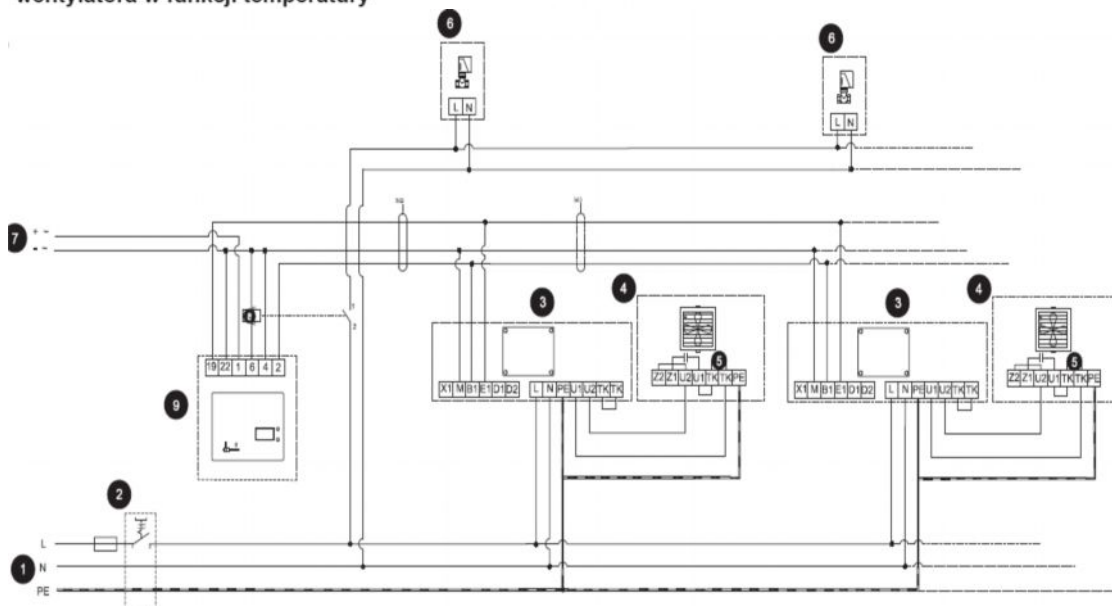 wentylatora w funkcji temperatury
6
6
L N
L N
7
+ ~
- ~
1
2
3
4
3
4
5
5
19 22 1 6 4 2
X1 M B1 E1 D1 D2
L N PE U1 U2 TK TK
Z2 Z1 U2 U1 TK TK PE
X1 M B1 E1 D1 D2
L N PE U1 U2 TK TK
Z2 Z1 U2 U1 TK TK PE
9
2
L
1
N
PE